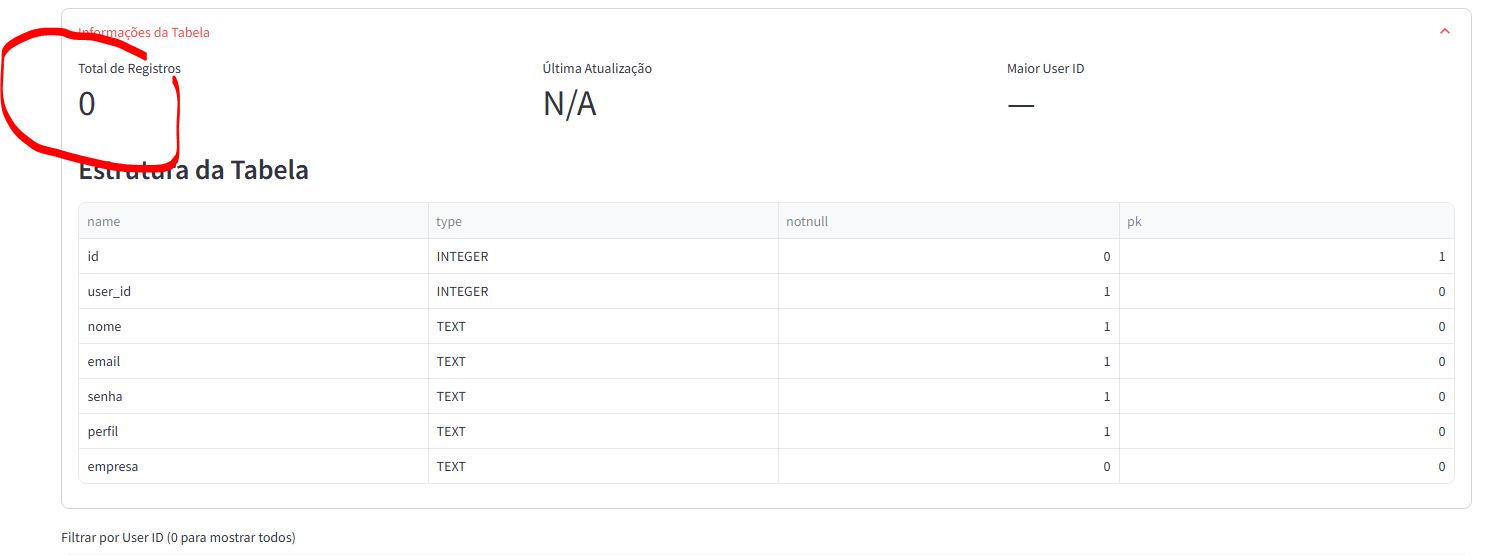 Informações da Tabela
Total de Registros Última Atualização Maior User ID
0 N/A —
Estrutura da Tabela
name type notnull pk
id INTEGER 0 1
user_id INTEGER 1 0
nome TEXT 1 0
email TEXT 1 0
senha TEXT 1 0
perfil TEXT 1 0
empresa TEXT 0 0
Filtrar por User ID (0 para mostrar todos)